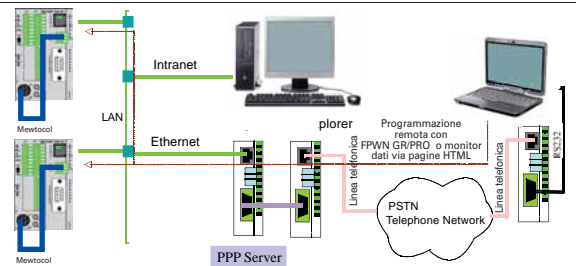 Mewtocol
Intranet
LAN
Ethernet
Mewtocol
plorer
Programmazione
remota con
FPWN GR/PRO o monitor
dati via pagine HTML
Linea telefonica
PSTN
Telephone Network
Linea telefonica
RS232
PPP Server